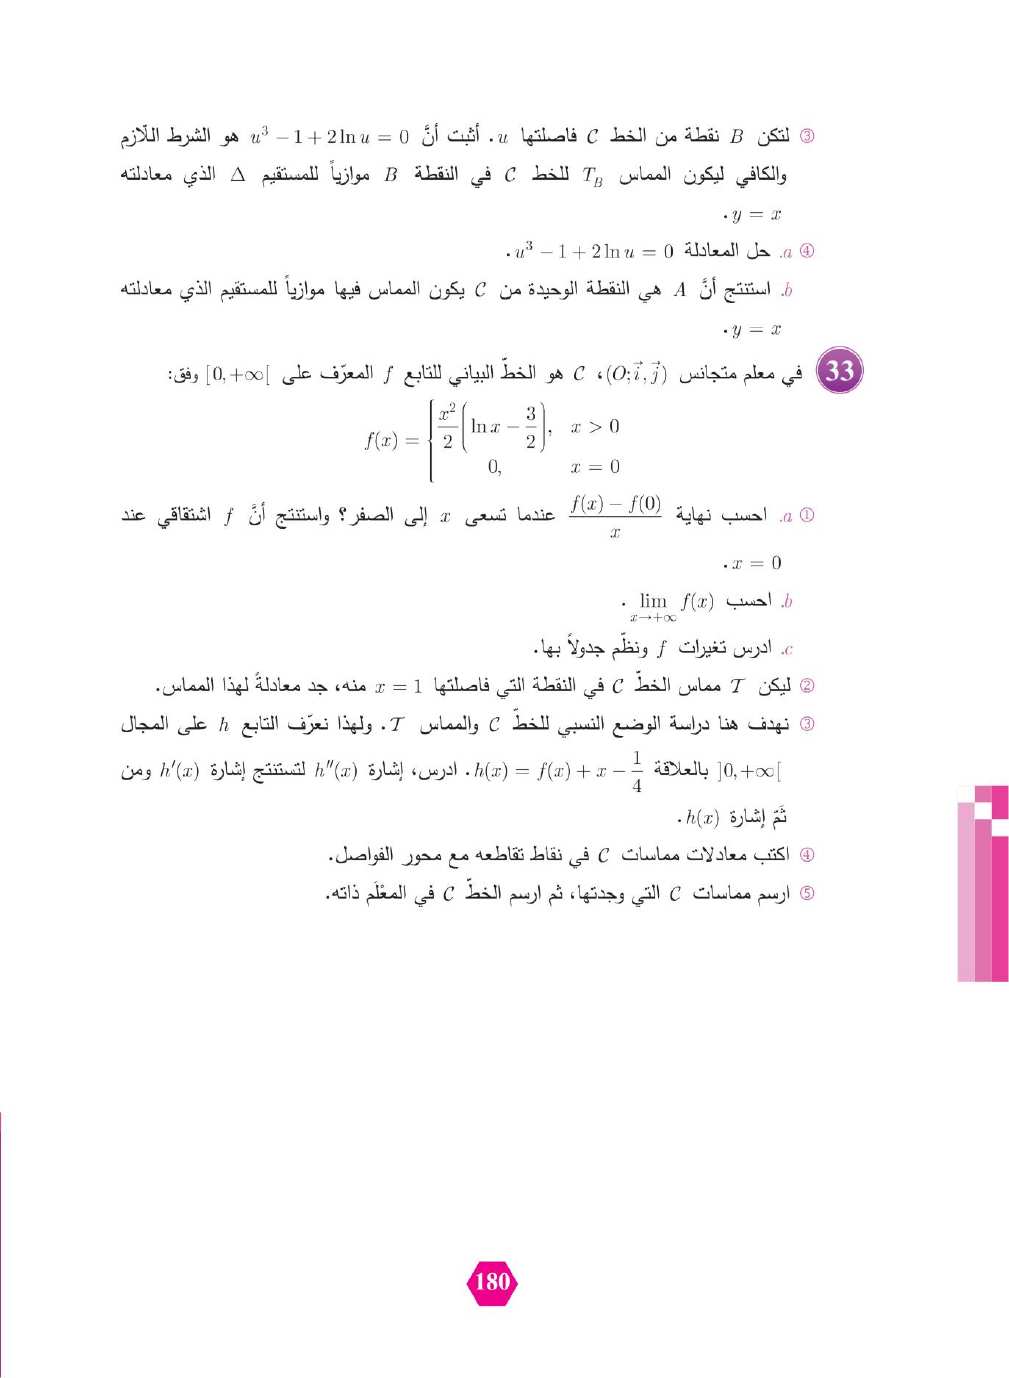 ③ لتكن B نقطة من الخط C فاصلتها u. أثبت أنَّ u³ − 1 + 2 ln u = 0 هو الشرط اللّازم
والكافي ليكون المماس T_B للخط C في النقطة B موازياً للمستقيم Δ الذي معادلته
y = x.
④ a. حل المعادلة u³ − 1 + 2 ln u = 0.
b. استنتج أنَّ A هي النقطة الوحيدة من C يكون المماس فيها موازياً للمستقيم الذي معادلته
y = x.
33 في معلم متجانس (O; i⃗, j⃗)، C هو الخطّ البياني للتابع f المعرّف على [0, +∞[ وفق:
f(x) = { x²/2 (ln x − 3/2), x > 0
0, x = 0
① a. احسب نهاية (f(x) − f(0))/x عندما تسعى x إلى الصفر؟ واستنتج أنَّ f اشتقاقي عند
x = 0.
b. احسب lim_{x→+∞} f(x).
c. ادرس تغيرات f ونظّم جدولاً بها.
② ليكن T مماس الخطّ C في النقطة التي فاصلتها x = 1 منه، جد معادلةً لهذا المماس.
③ نهدف هنا دراسة الوضع النسبي للخطّ C والمماس T. ولهذا نعرّف التابع h على المجال
]0, +∞[ بالعلاقة h(x) = f(x) + x − 1/4. ادرس، إشارة h″(x) لتستنتج إشارة h′(x) ومن
ثَمّ إشارة h(x).
④ اكتب معادلات مماسات C في نقاط تقاطعه مع محور الفواصل.
⑤ ارسم مماسات C التي وجدتها، ثم ارسم الخطّ C في المعْلَم ذاته.
180